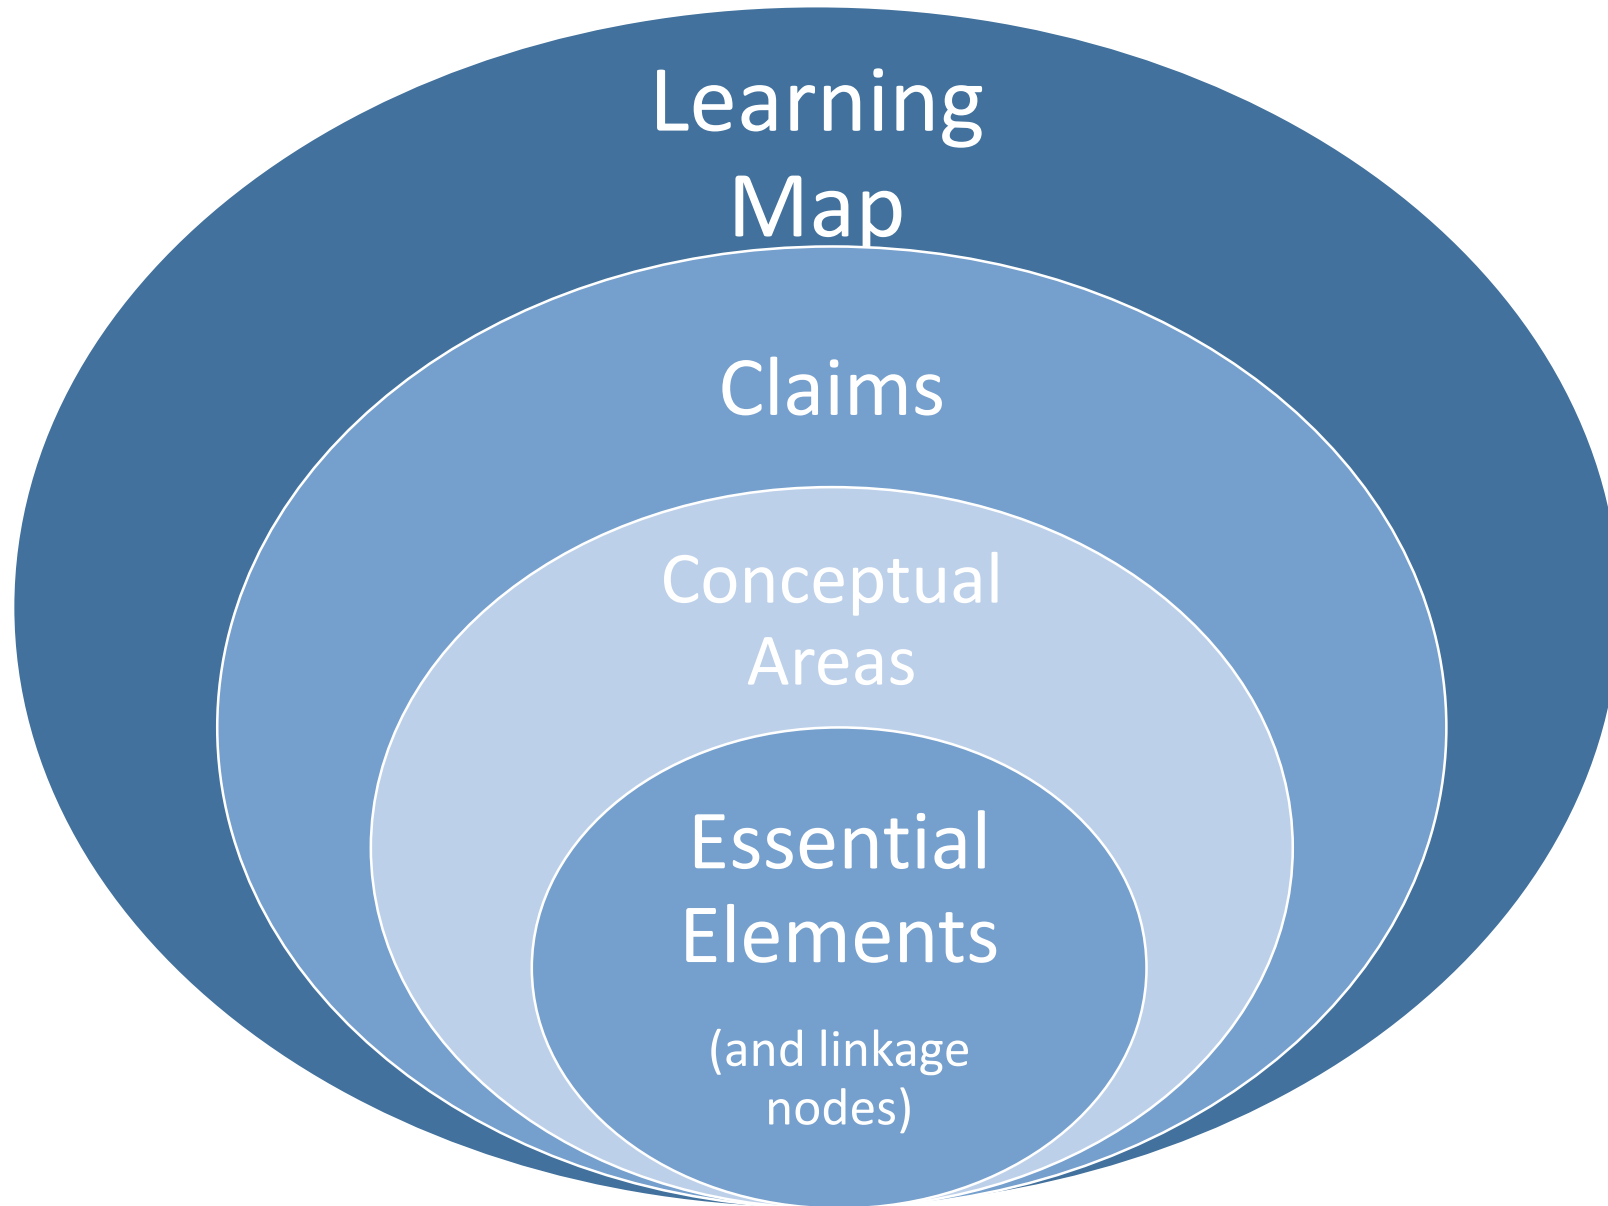 Learning
Map
Claims
Conceptual
Areas
Essential
Elements
(and linkage
nodes)